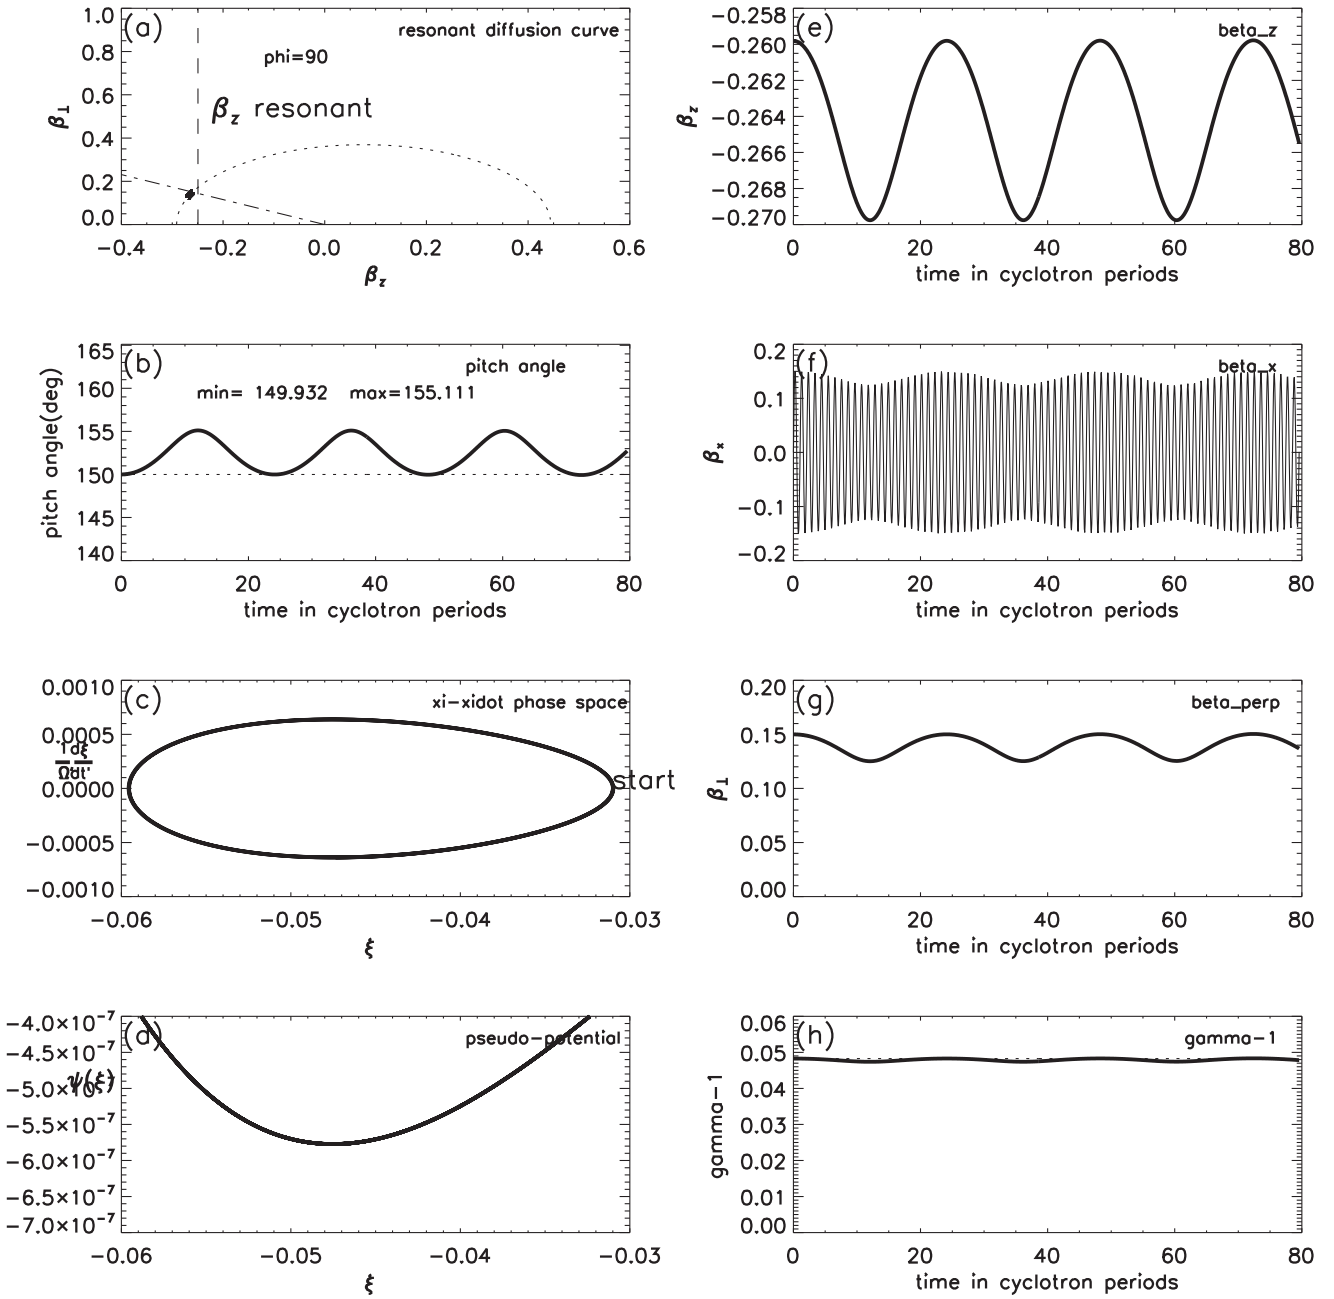 (a)
resonant diffusion curve
phi=90
β_z resonant
β⊥
1.0
0.8
0.6
0.4
0.2
0.0
−0.4 −0.2 0.0 0.2 0.4 0.6
β_z
(e)
beta_z
β_z
−0.258
−0.260
−0.262
−0.264
−0.266
−0.268
−0.270
0 20 40 60 80
time in cyclotron periods
(b)
pitch angle
min= 149.932 max=155.111
pitch angle(deg)
165
160
155
150
145
140
0 20 40 60 80
time in cyclotron periods
(f)
beta_x
β_x
0.2
0.1
0.0
−0.1
−0.2
0 20 40 60 80
time in cyclotron periods
(c)
xi−xidot phase space
start
1 dξ
Ω dt'
0.0010
0.0005
0.0000
−0.0005
−0.0010
−0.06 −0.05 −0.04 −0.03
ξ
(g)
beta_perp
β⊥
0.20
0.15
0.10
0.05
0.00
0 20 40 60 80
time in cyclotron periods
(d)
pseudo−potential
ψ(ξ)
−4.0×10⁻⁷
−4.5×10⁻⁷
−5.0×10⁻⁷
−5.5×10⁻⁷
−6.0×10⁻⁷
−6.5×10⁻⁷
−7.0×10⁻⁷
−0.06 −0.05 −0.04 −0.03
ξ
(h)
gamma−1
gamma−1
0.06
0.05
0.04
0.03
0.02
0.01
0.00
0 20 40 60 80
time in cyclotron periods